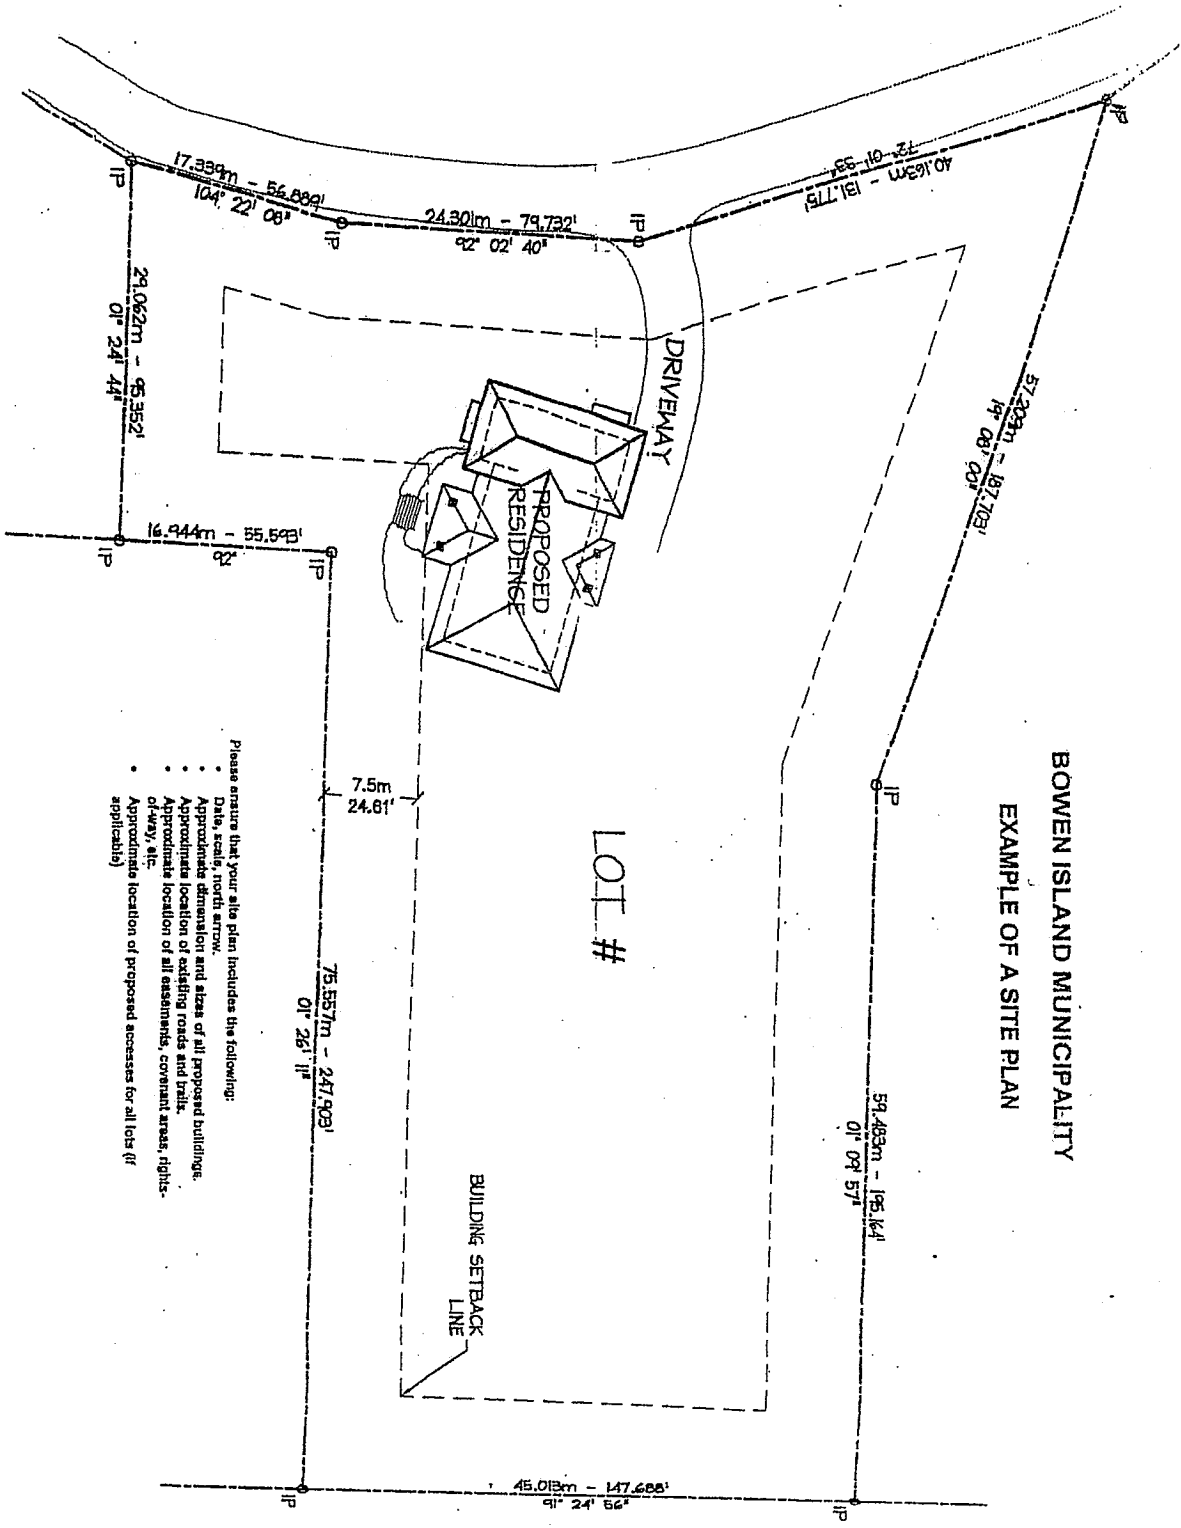 BOWEN ISLAND MUNICIPALITY
EXAMPLE OF A SITE PLAN
IP
40.163m - 131.775'
72° 01' 33"
57.209m - 187.703'
19° 08' 00"
IP
59.483m - 195.164'
01° 09' 57"
IP
24.301m - 79.732'
92° 02' 40"
IP
17.339m - 56.889'
104° 22' 08"
IP
IP
29.062m - 95.352'
01° 24' 44"
IP
16.944m - 55.593'
92°
IP
DRIVEWAY
PROPOSED
RESIDENCE
LOT #
7.5m
24.61'
75.557m - 247.903'
01° 26' 11"
BUILDING SETBACK
LINE
45.013m - 147.688'
91° 24' 56"
IP
Please ensure that your site plan includes the following:
• Date, scale, north arrow.
• Approximate dimension and sizes of all proposed buildings.
• Approximate location of existing roads and trails.
• Approximate location of all easements, covenant areas, rights-
of-way, etc.
• Approximate location of proposed accesses for all lots (if
applicable)